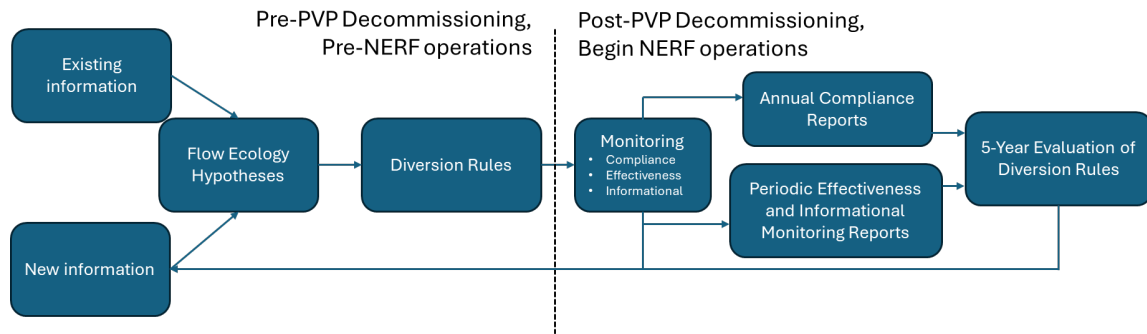 Pre-PVP Decommissioning,
Pre-NERF operations
Post-PVP Decommissioning,
Begin NERF operations
Existing
information
Flow Ecology
Hypotheses
New information
Diversion Rules
Monitoring
• Compliance
• Effectiveness
• Informational
Annual Compliance
Reports
Periodic Effectiveness
and Informational
Monitoring Reports
5-Year Evaluation of
Diversion Rules